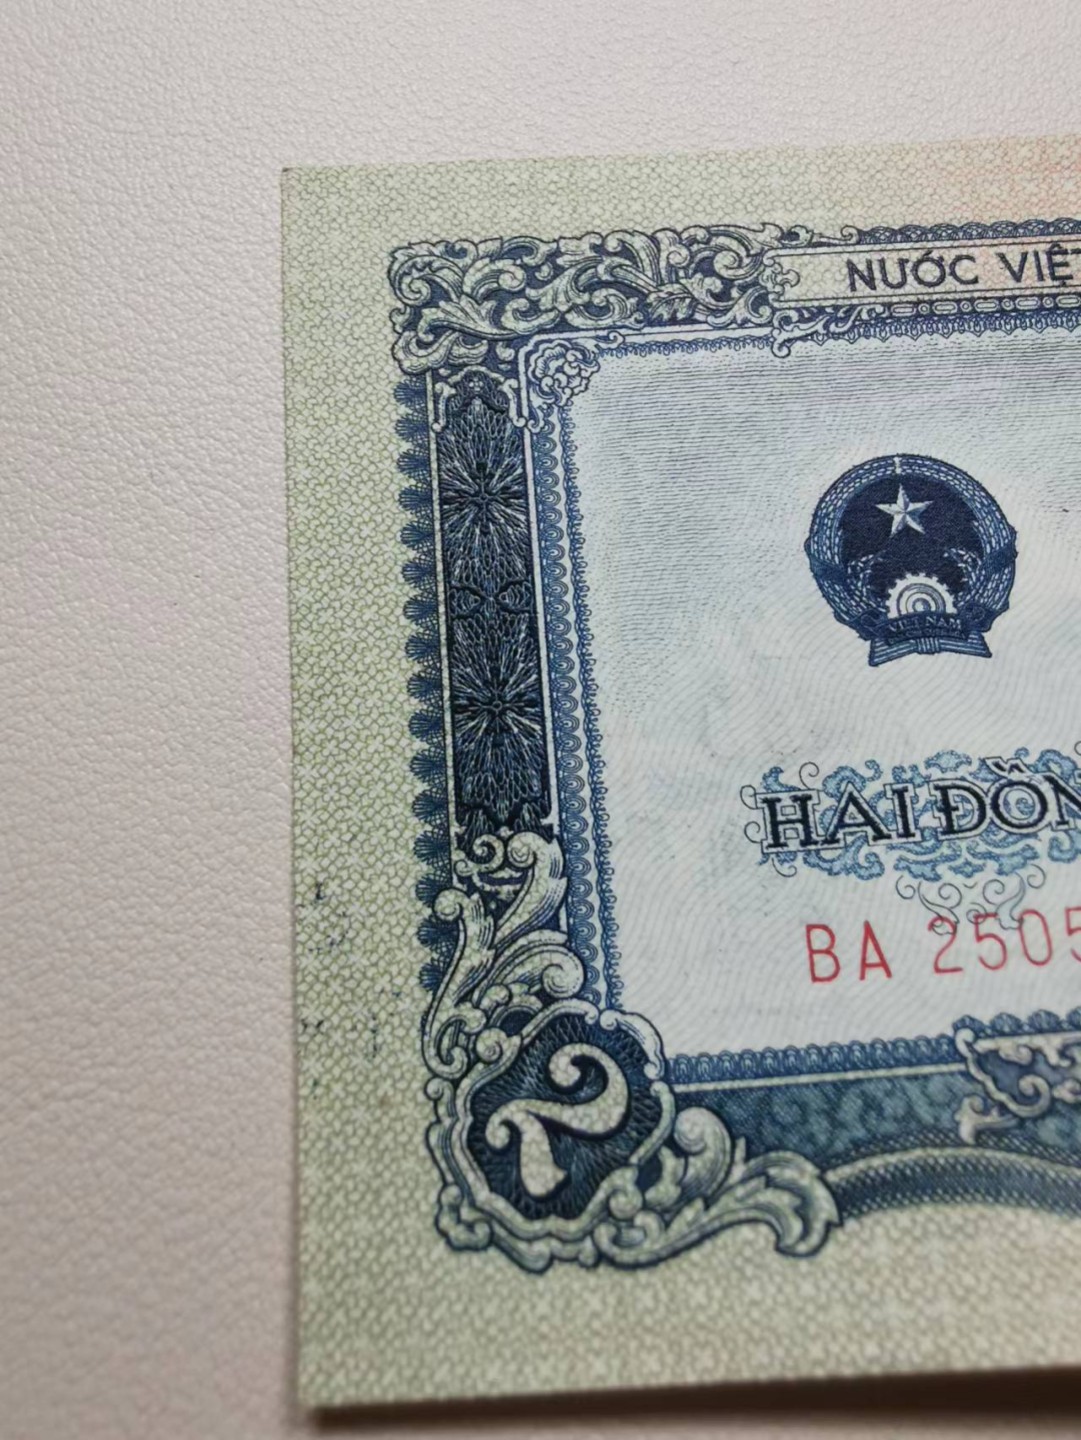 NƯỚC VIỆT
VIỆT NAM
HAI ĐỒN
BA 2505
2